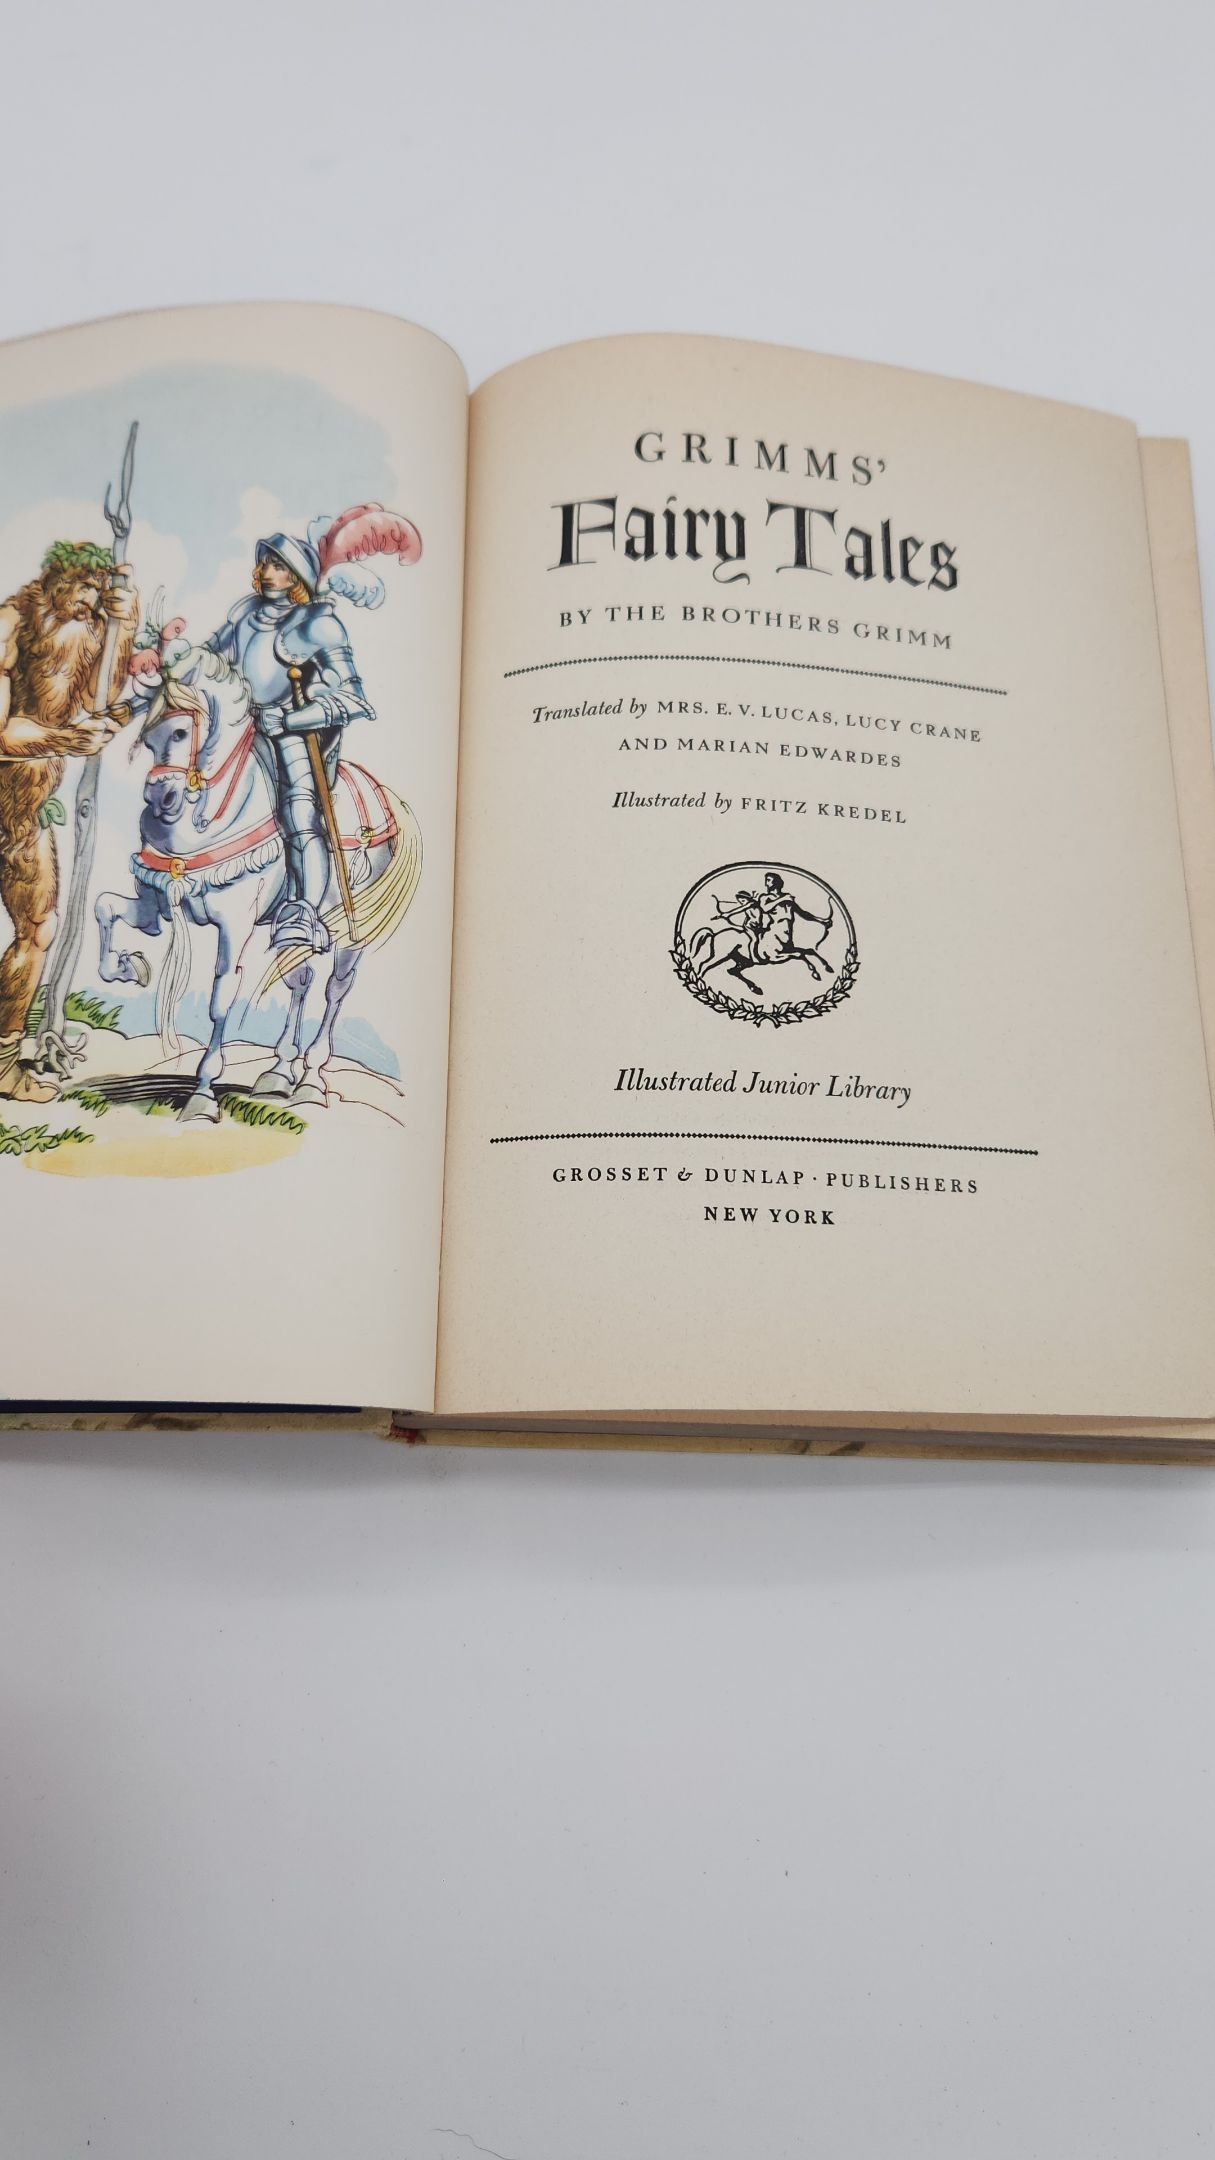 GRIMMS'
Fairy Tales
BY THE BROTHERS GRIMM
Translated by MRS. E. V. LUCAS, LUCY CRANE
AND MARIAN EDWARDES
Illustrated by FRITZ KREDEL
Illustrated Junior Library
GROSSET & DUNLAP · PUBLISHERS
NEW YORK